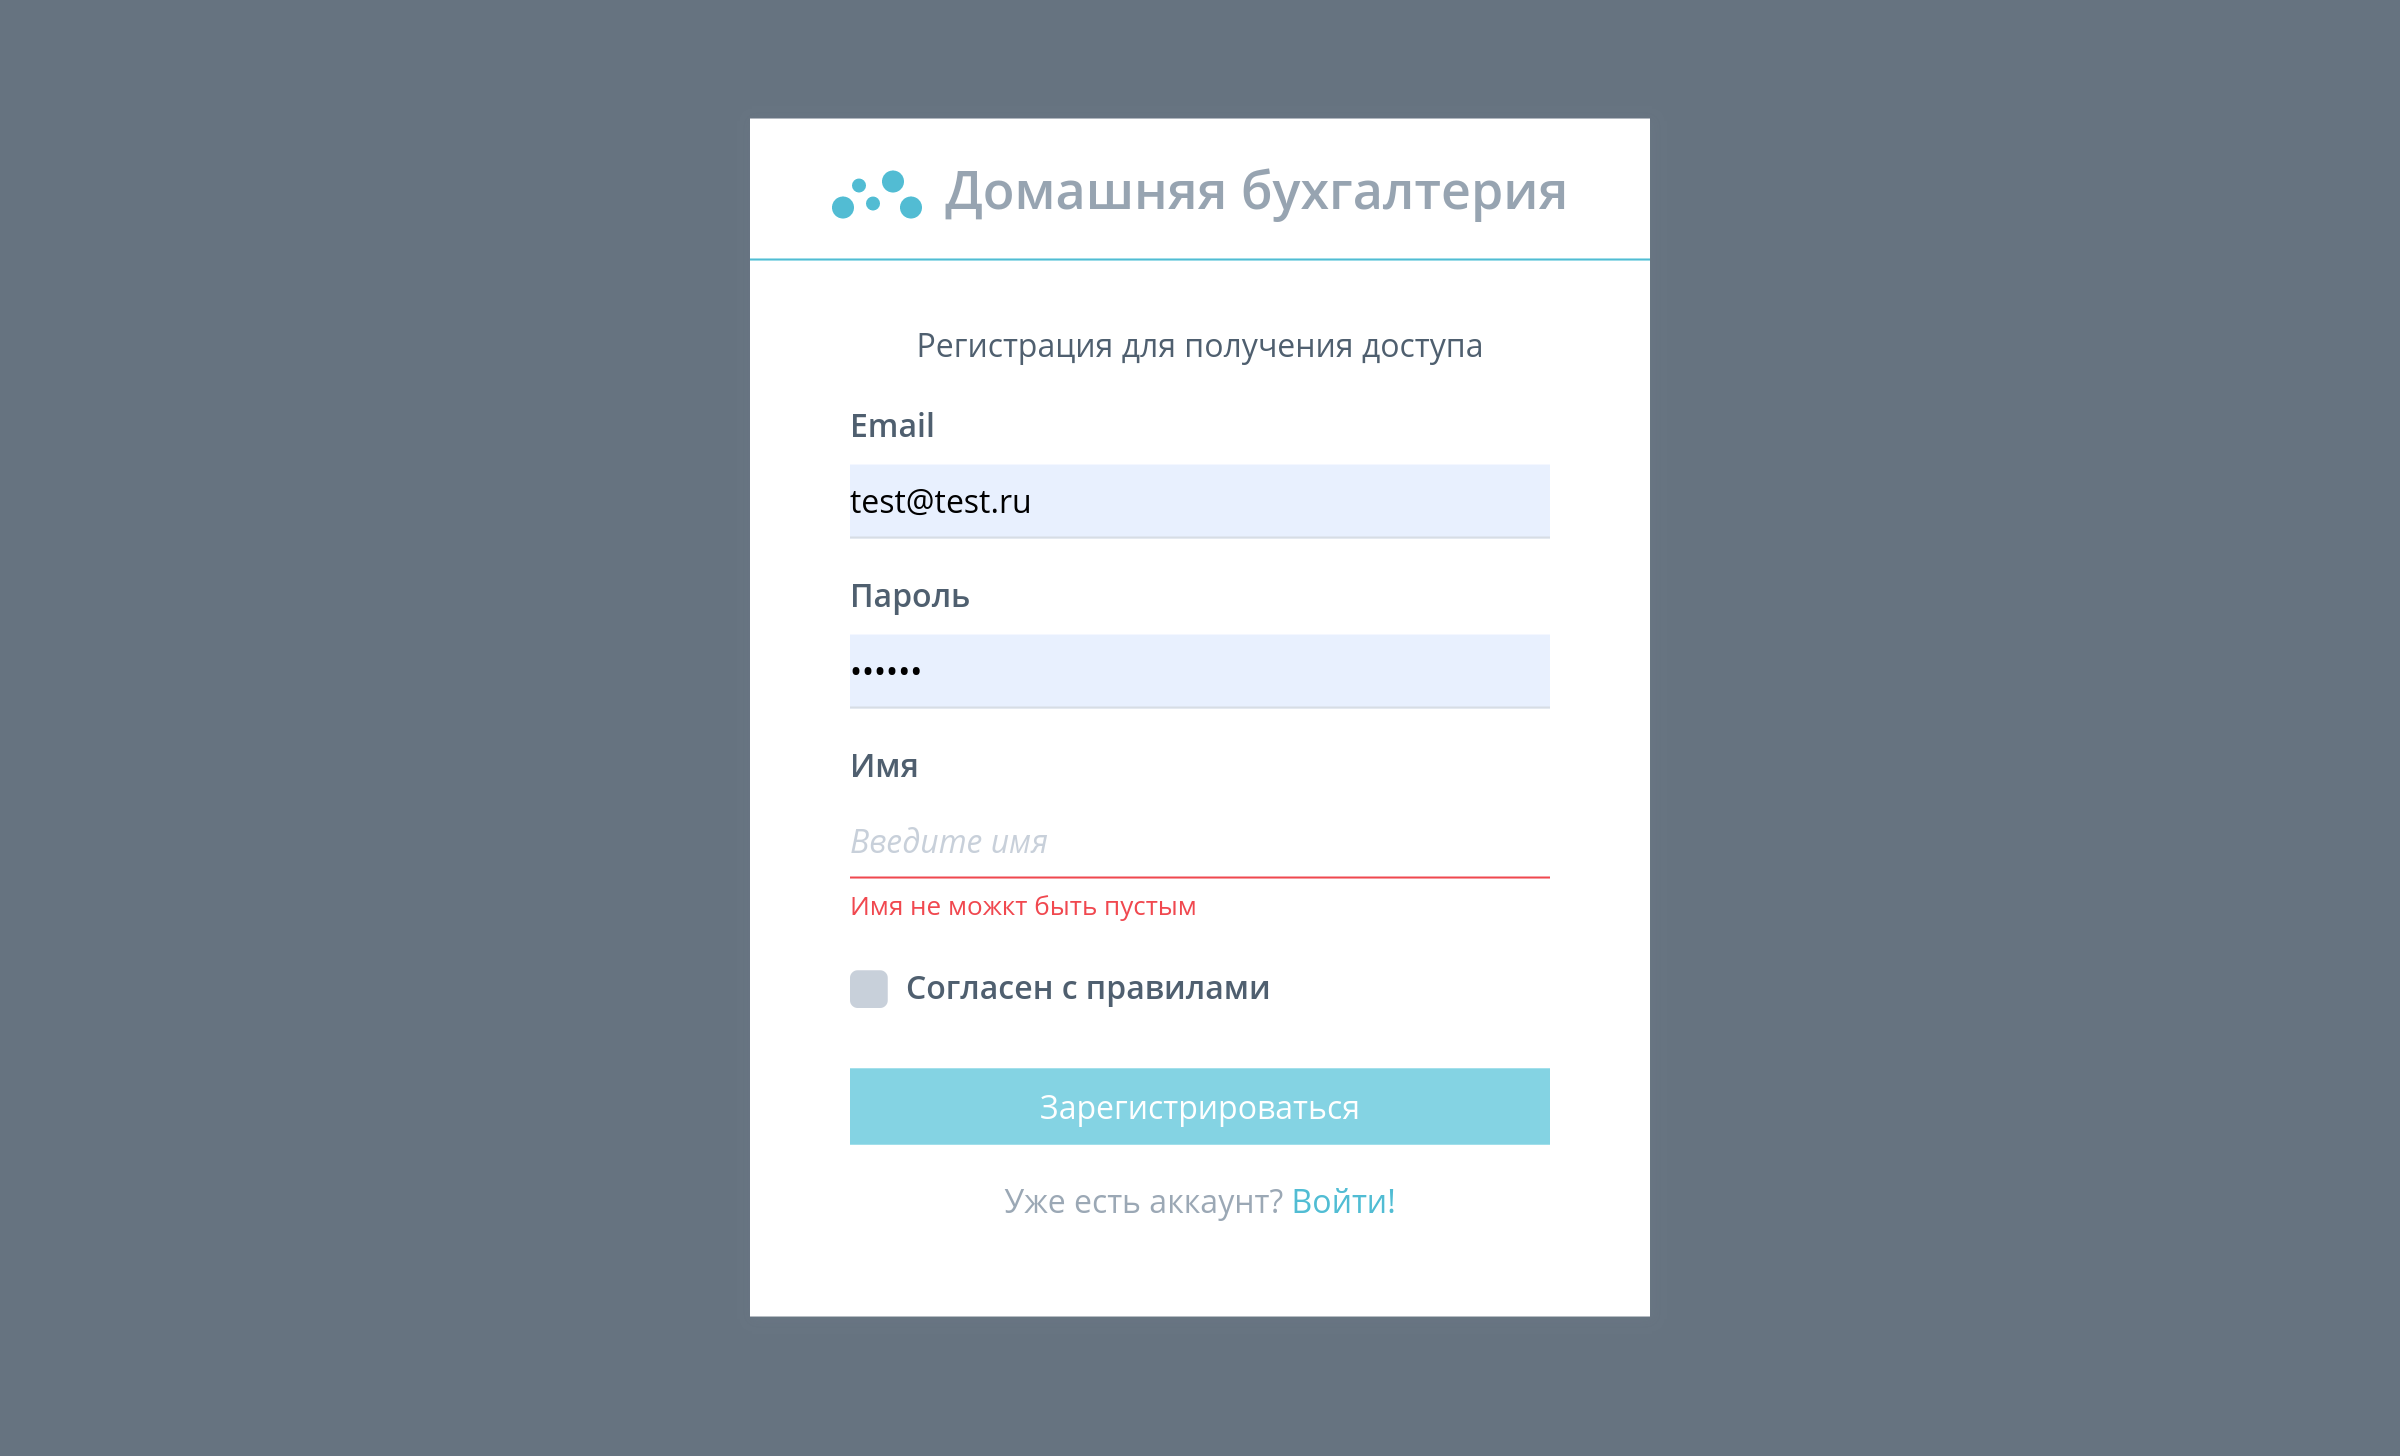 Домашняя бухгалтерия
Регистрация для получения доступа
Email
test@test.ru
Пароль
••••••
Имя
Введите имя
Имя не можкт быть пустым
Согласен с правилами
Зарегистрироваться
Уже есть аккаунт? Войти!